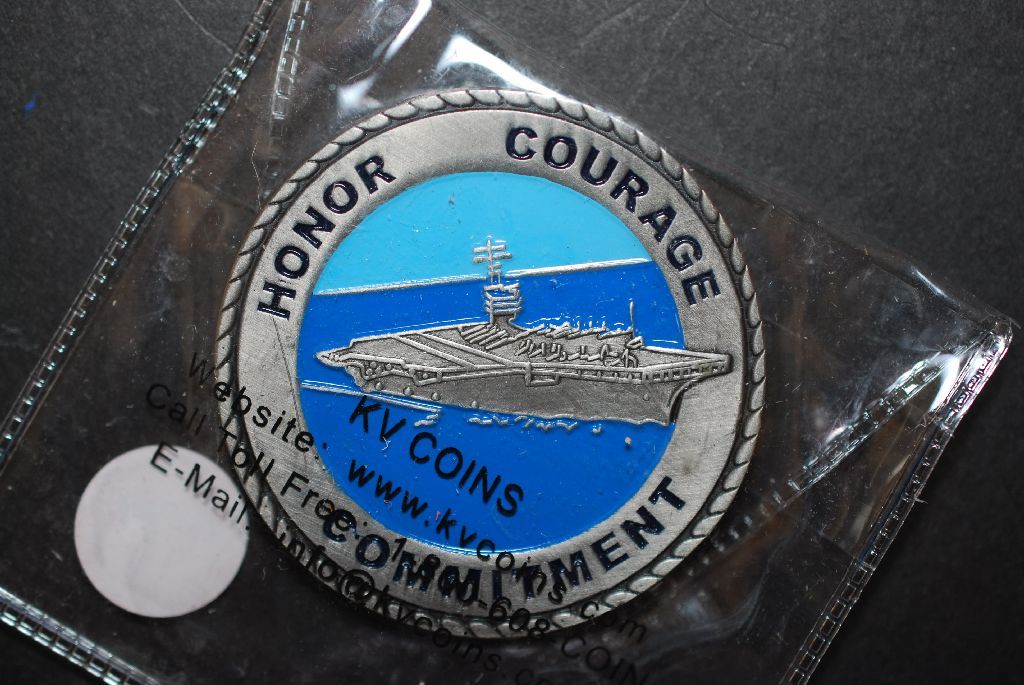 HONOR COURAGE
COMMITMENT
KV COINS
Website: www.kvcoins.com
Call Toll Free: 1-800-608 COIN
E-Mail: info@kvcoins.co